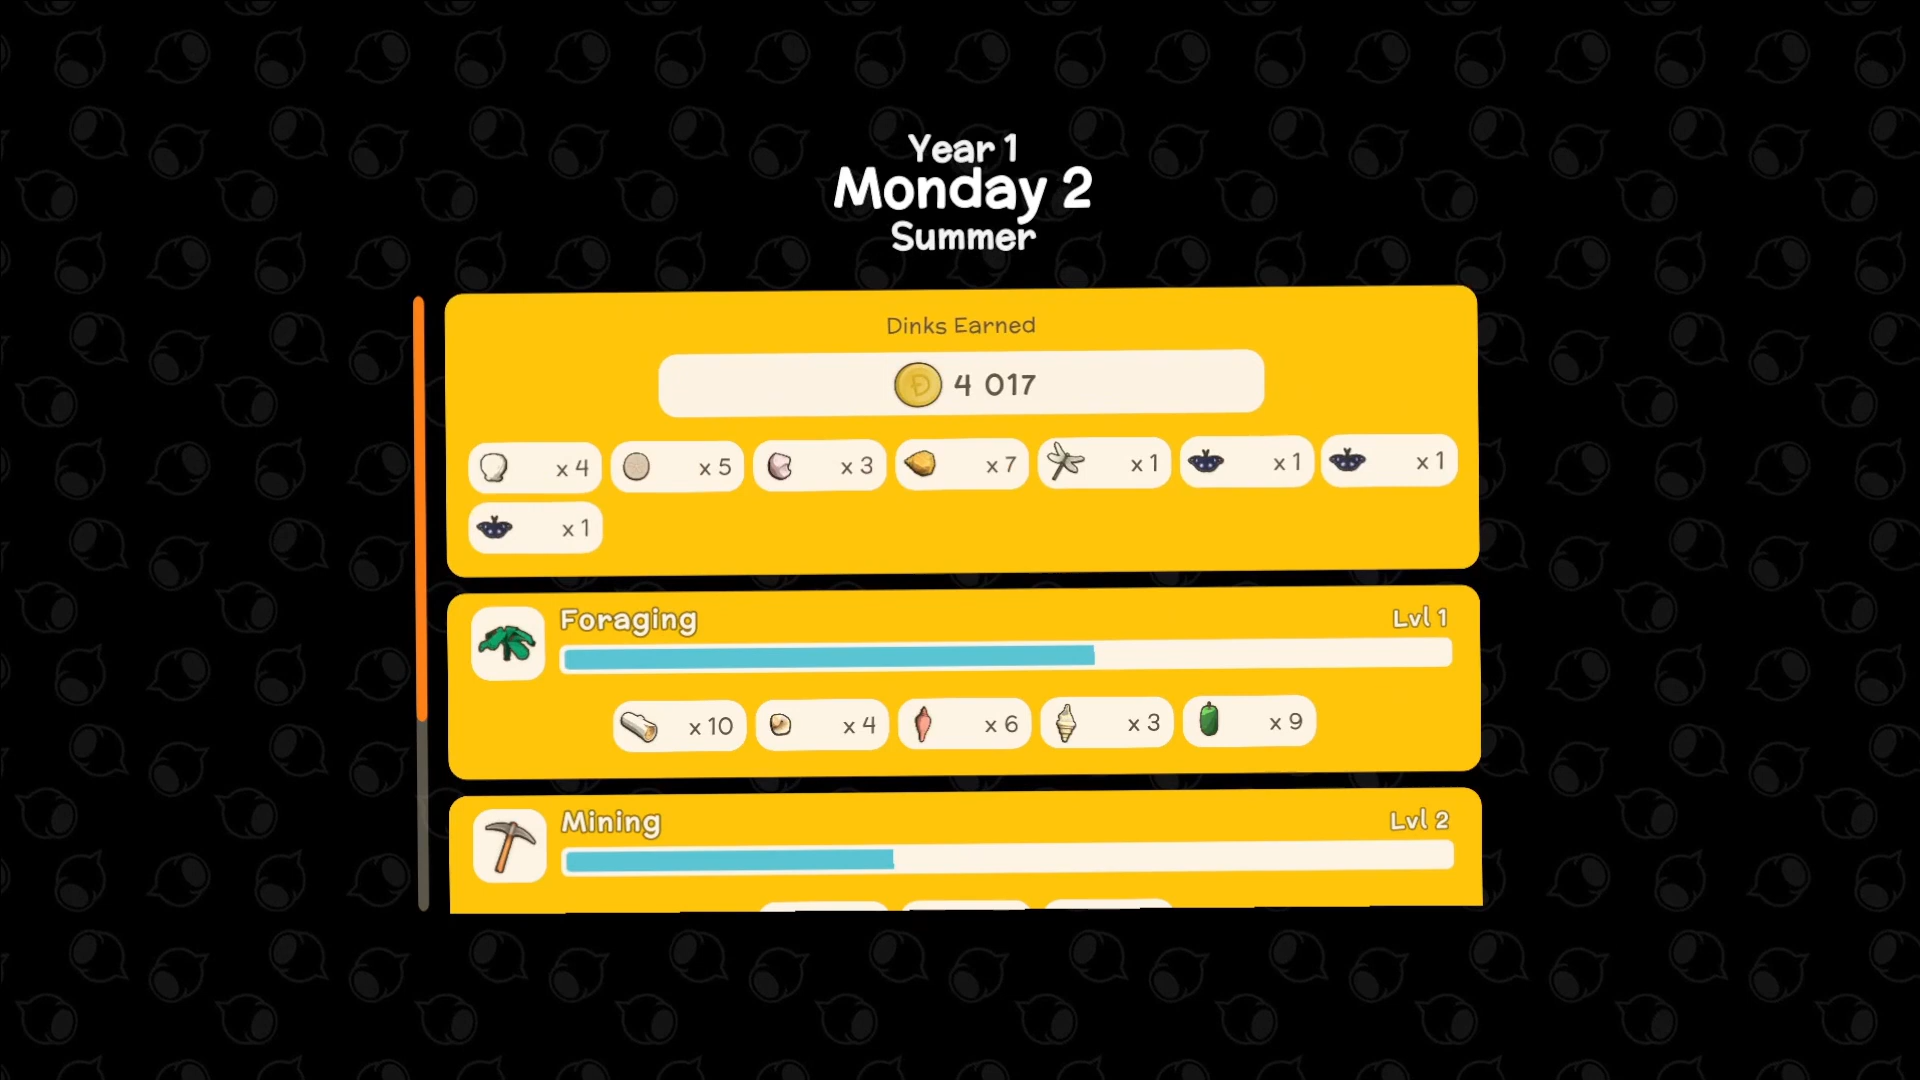 Year 1
Monday 2
Summer
Dinks Earned
Đ 4 017
x 4 x 5 x 3 x 7 x 1 x 1 x 1
x 1
Foraging Lvl 1
x 10 x 4 x 6 x 3 x 9
Mining Lvl 2